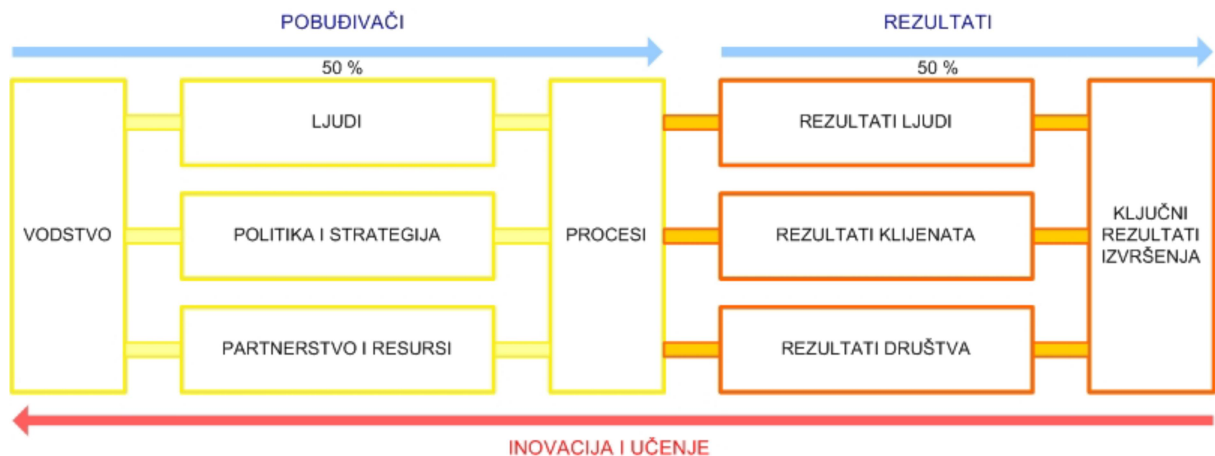 POBUĐIVAČI
REZULTATI
50 %
50 %
LJUDI
REZULTATI LJUDI
VODSTVO
POLITIKA I STRATEGIJA
PROCESI
REZULTATI KLIJENATA
KLJUČNI
REZULTATI
IZVRŠENJA
PARTNERSTVO I RESURSI
REZULTATI DRUŠTVA
INOVACIJA I UČENJE